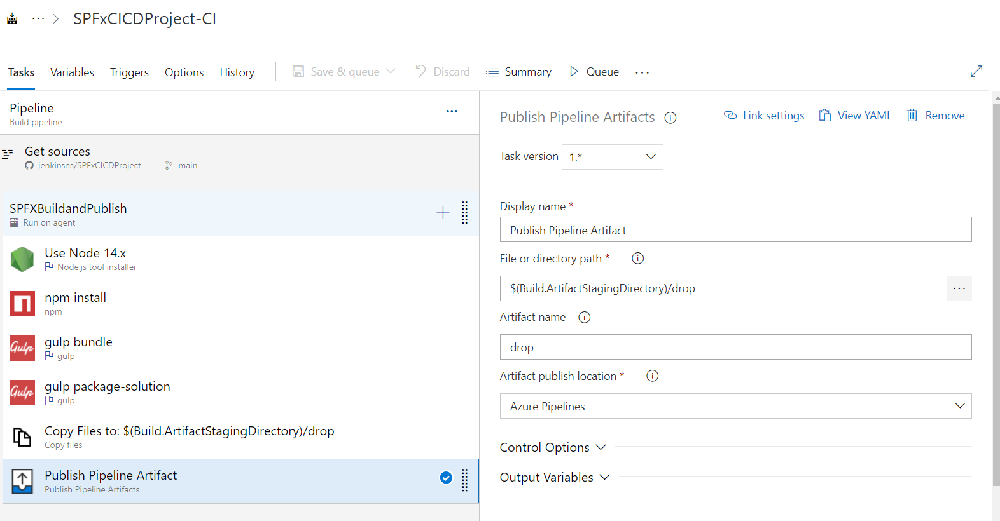 ··· > SPFxCICDProject-CI
Tasks Variables Triggers Options History Save & queue Discard Summary Queue ···
Pipeline
Build pipeline
Get sources
jenkinsns/SPFxCICDProject main
SPFXBuildandPublish
Run on agent
Use Node 14.x
Node.js tool installer
npm install
npm
gulp bundle
Gulp
gulp
gulp package-solution
Gulp
gulp
Copy Files to: $(Build.ArtifactStagingDirectory)/drop
Copy files
Publish Pipeline Artifact
Publish Pipeline Artifacts
Publish Pipeline Artifacts Link settings View YAML Remove
Task version 1.*
Display name *
Publish Pipeline Artifact
File or directory path *
$(Build.ArtifactStagingDirectory)/drop
Artifact name
drop
Artifact publish location *
Azure Pipelines
Control Options
Output Variables